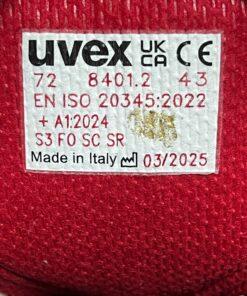 uvex UK CA CE
72 8401.2 43
EN ISO 20345:2022
+ A1:2024
S3 FO SC SR
Made in Italy 03/2025